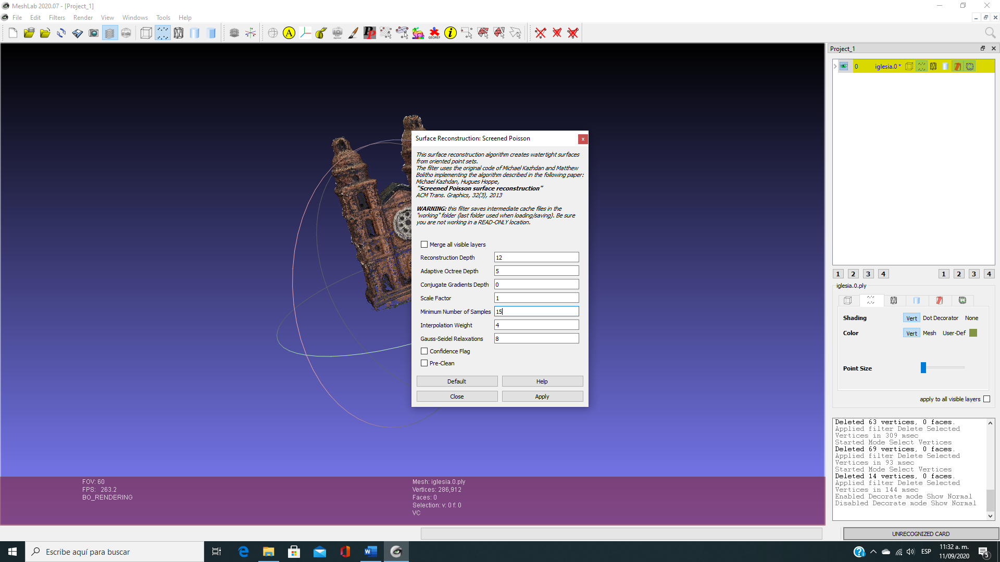 MeshLab 2020.07 - [Project_1]
File Edit Filters Render View Windows Tools Help
A
PP
GEOREF
i
Project_1
0 iglesia.0 *
1 2 3 4 1 2 3 4
iglesia.0.ply
Shading Vert Dot Decorator None
Color Vert Mesh User-Def
Point Size
apply to all visible layers
Deleted 63 vertices, 0 faces.
Applied filter Delete Selected
Vertices in 309 msec
Started Mode Select Vertices
Deleted 69 vertices, 0 faces.
Applied filter Delete Selected
Vertices in 93 msec
Started Mode Select Vertices
Deleted 14 vertices, 0 faces.
Applied filter Delete Selected
Vertices in 144 msec
Enabled Decorate mode Show Normal
Disabled Decorate mode Show Normal
UNRECOGNIZED CARD
Surface Reconstruction: Screened Poisson
x
This surface reconstruction algorithm creates watertight surfaces
from oriented point sets.
The filter uses the original code of Michael Kazhdan and Matthew
Bolitho implementing the algorithm described in the following paper:
Michael Kazhdan, Hugues Hoppe,
"Screened Poisson surface reconstruction"
ACM Trans. Graphics, 32(3), 2013
WARNING: this filter saves intermediate cache files in the
"working" folder (last folder used when loading/saving). Be sure
you are not working in a READ-ONLY location.
Merge all visible layers
Reconstruction Depth 12
Adaptive Octree Depth 5
Conjugate Gradients Depth 0
Scale Factor 1
Minimum Number of Samples 15
Interpolation Weight 4
Gauss-Seidel Relaxations 8
Confidence Flag
Pre-Clean
Default Help
Close Apply
FOV: 60
FPS: 263.2
BO_RENDERING
Mesh: iglesia.0.ply
Vertices: 286,912
Faces: 0
Selection: v: 0 f: 0
VC
Escribe aquí para buscar
ESP
11:32 a. m.
11/09/2020
5